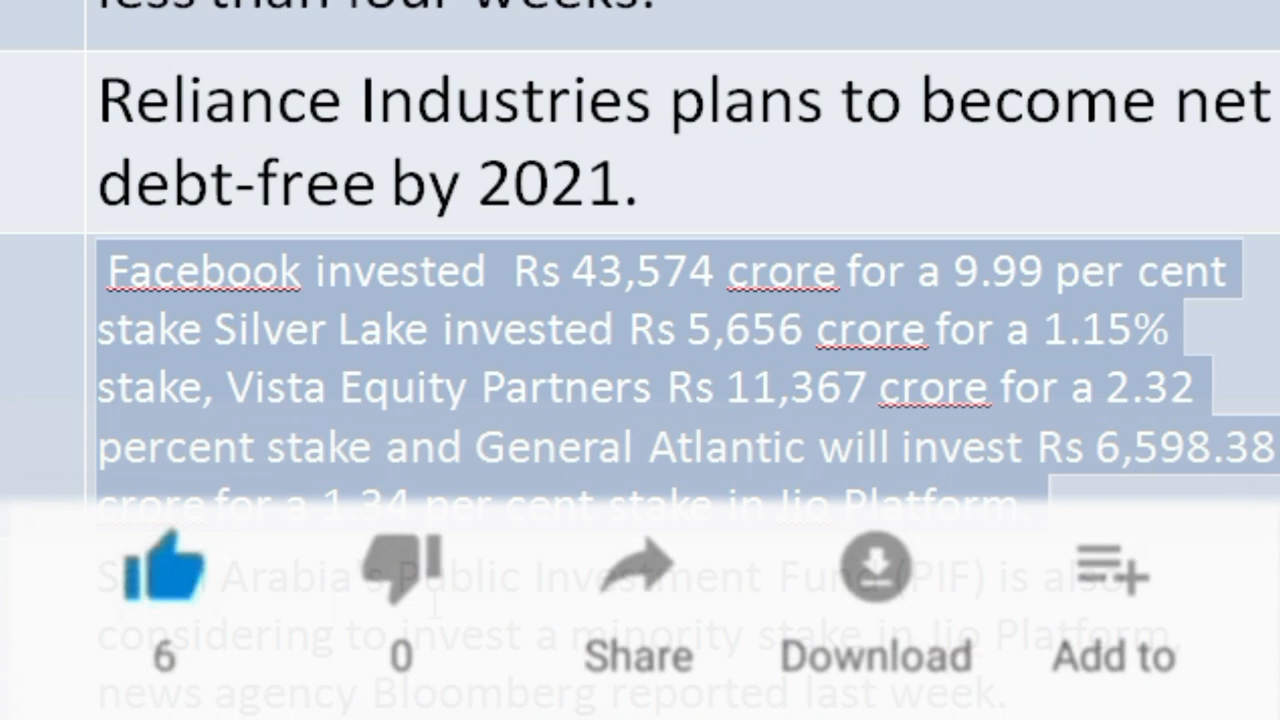 less than four weeks.
Reliance Industries plans to become net
debt-free by 2021.
Facebook invested Rs 43,574 crore for a 9.99 per cent
stake Silver Lake invested Rs 5,656 crore for a 1.15%
stake, Vista Equity Partners Rs 11,367 crore for a 2.32
percent stake and General Atlantic will invest Rs 6,598.38
crore for a 1.34 per cent stake in Jio Platform.
Arabia's Public Investment Fund (PIF) is also
considering to invest a minority stake in Jio Platform,
news agency Bloomberg reported last week.
6
0
Share
Download
Add to